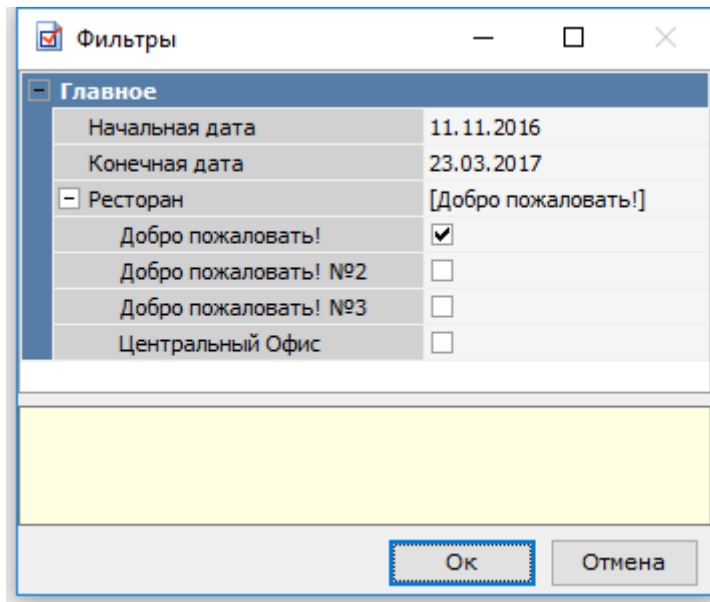 Фильтры
Главное
Начальная дата 11.11.2016
Конечная дата 23.03.2017
Ресторан [Добро пожаловать!]
Добро пожаловать!
Добро пожаловать! №2
Добро пожаловать! №3
Центральный Офис
Ок Отмена